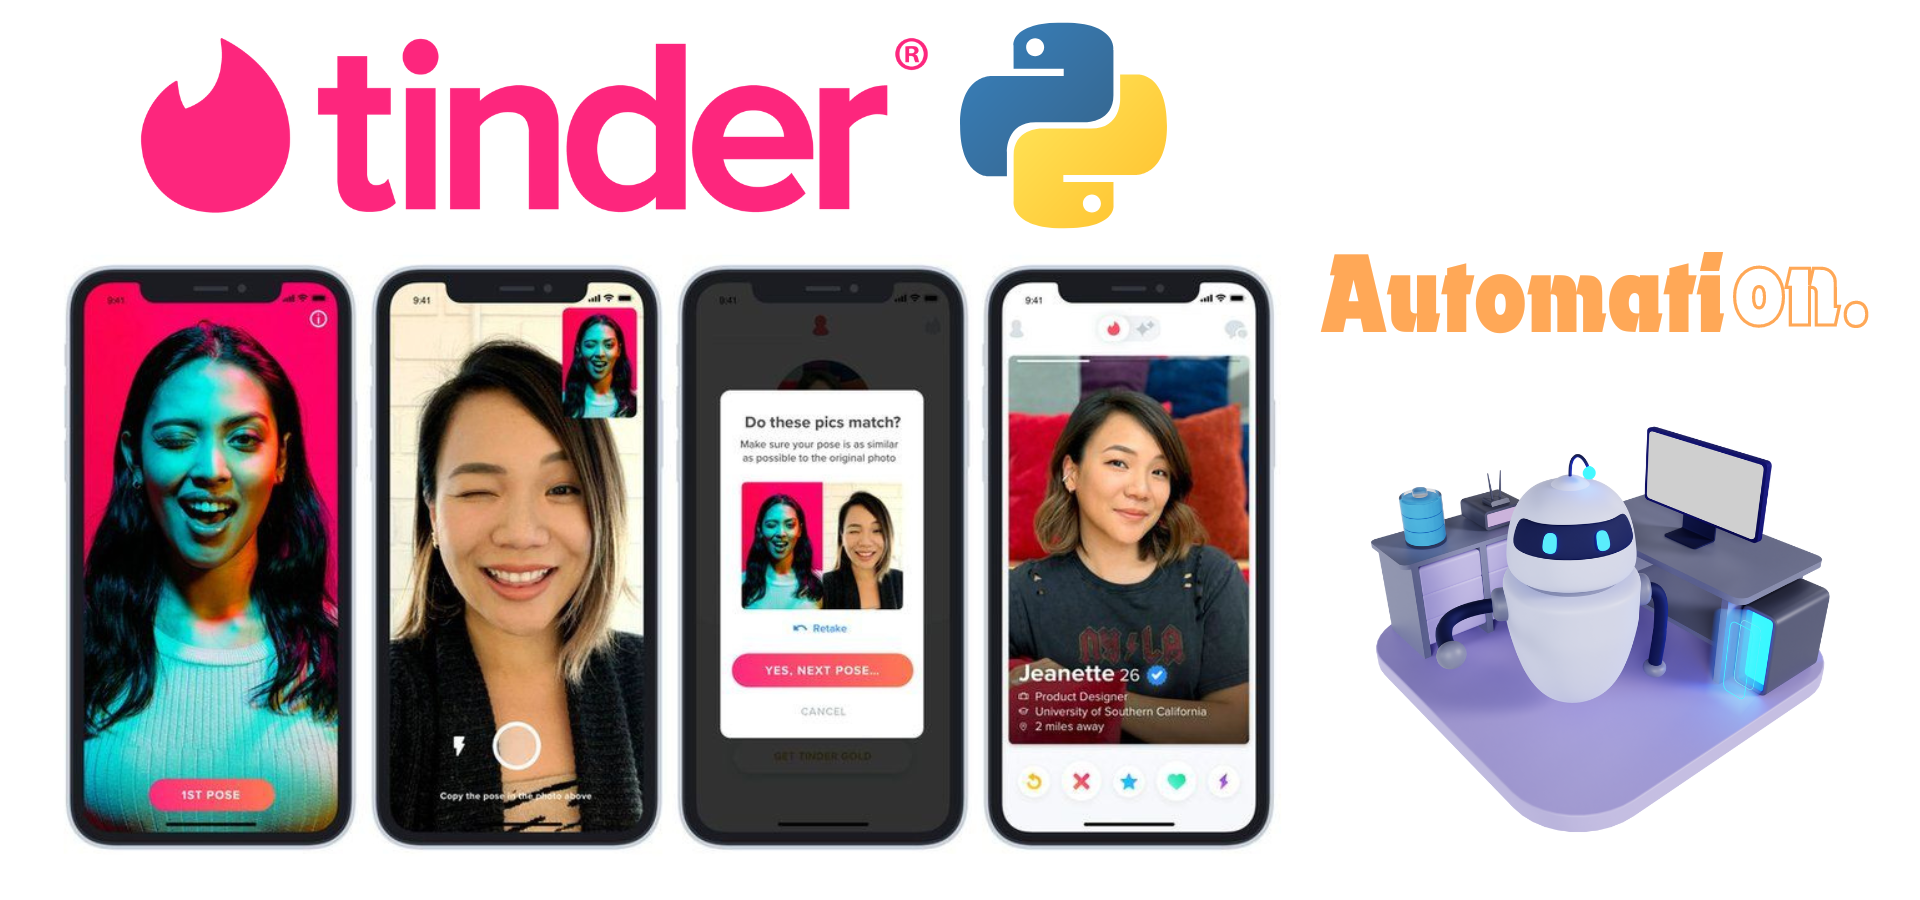 tinder®
AutomatiOn.
9:41
1ST POSE
9:41
Copy the pose in the photo above
9:41
Do these pics match?
Make sure your pose is as similar
as possible to the original photo
Retake
YES, NEXT POSE...
CANCEL
GET TINDER GOLD
9:41
NY LA
Jeanette 26
Product Designer
University of Southern California
2 miles away